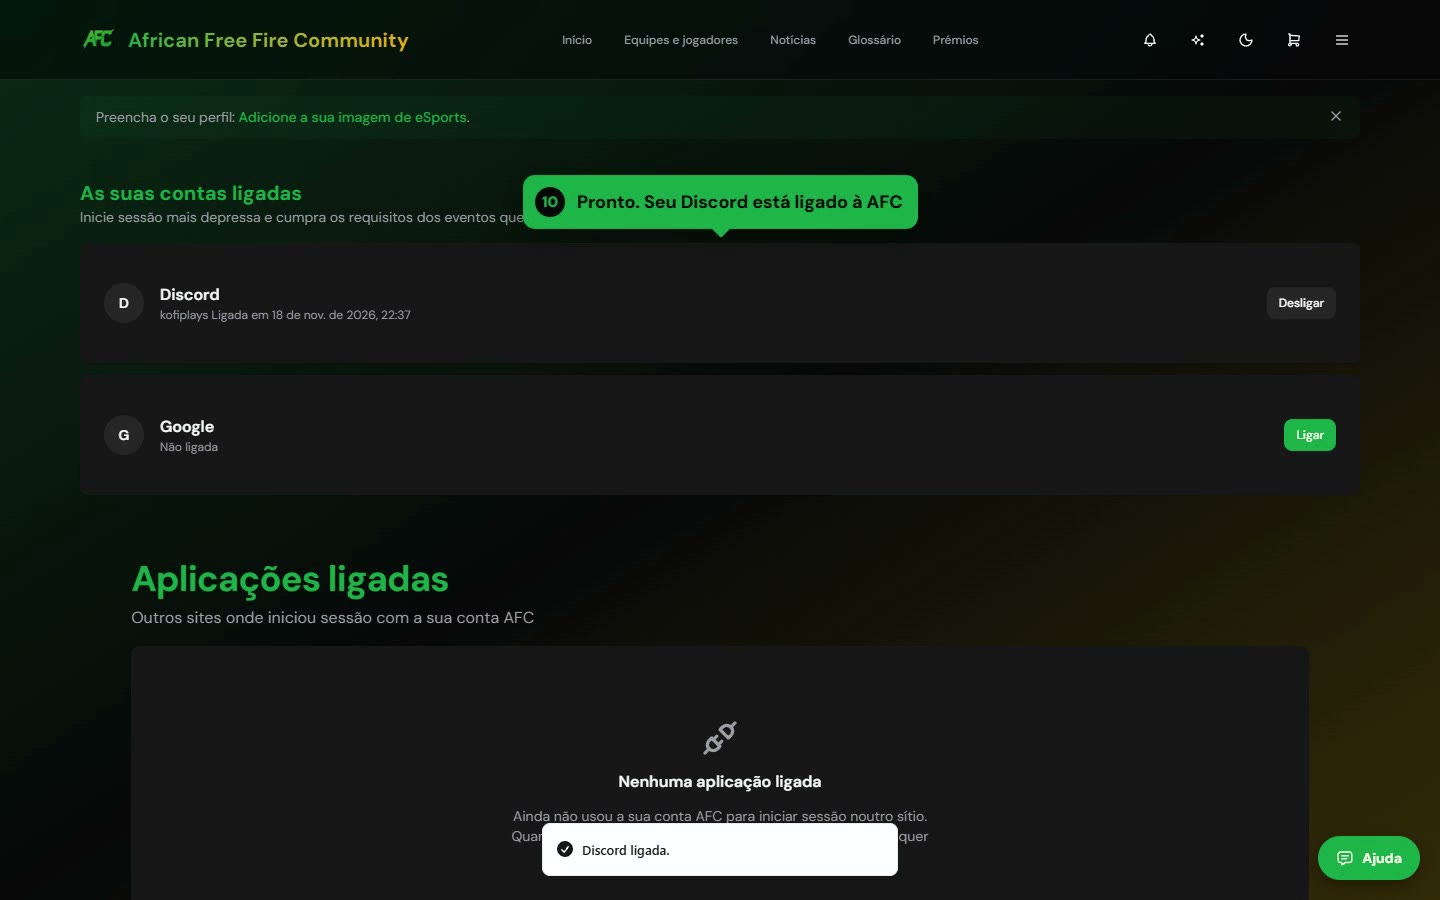 AFC African Free Fire Community
Início Equipes e jogadores Notícias Glossário Prémios
Preencha o seu perfil: Adicione a sua imagem de eSports.
As suas contas ligadas
Inicie sessão mais depressa e cumpra os requisitos dos eventos que
10 Pronto. Seu Discord está ligado à AFC
D
Discord
kofiplays Ligada em 18 de nov. de 2026, 22:37
Desligar
G
Google
Não ligada
Ligar
Aplicações ligadas
Outros sites onde iniciou sessão com a sua conta AFC
Nenhuma aplicação ligada
Ainda não usou a sua conta AFC para iniciar sessão noutro sítio.
quer
Discord ligada.
Ajuda